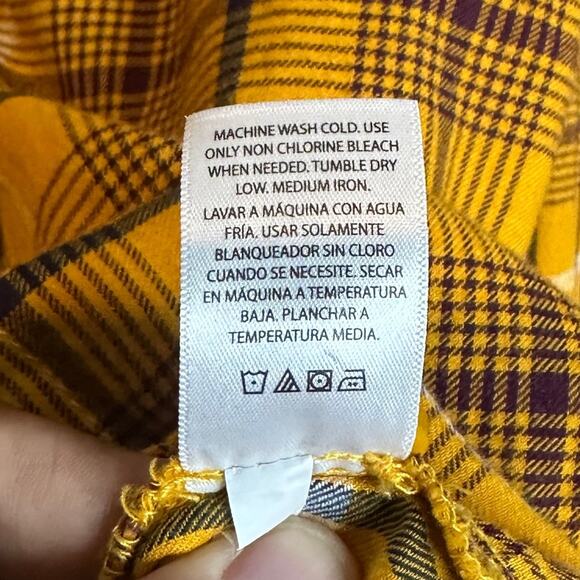 MACHINE WASH COLD. USE
ONLY NON CHLORINE BLEACH
WHEN NEEDED. TUMBLE DRY
LOW. MEDIUM IRON.
LAVAR A MÁQUINA CON AGUA
FRÍA. USAR SOLAMENTE
BLANQUEADOR SIN CLORO
CUANDO SE NECESITE. SECAR
EN MÁQUINA A TEMPERATURA
BAJA. PLANCHAR A
TEMPERATURA MEDIA.